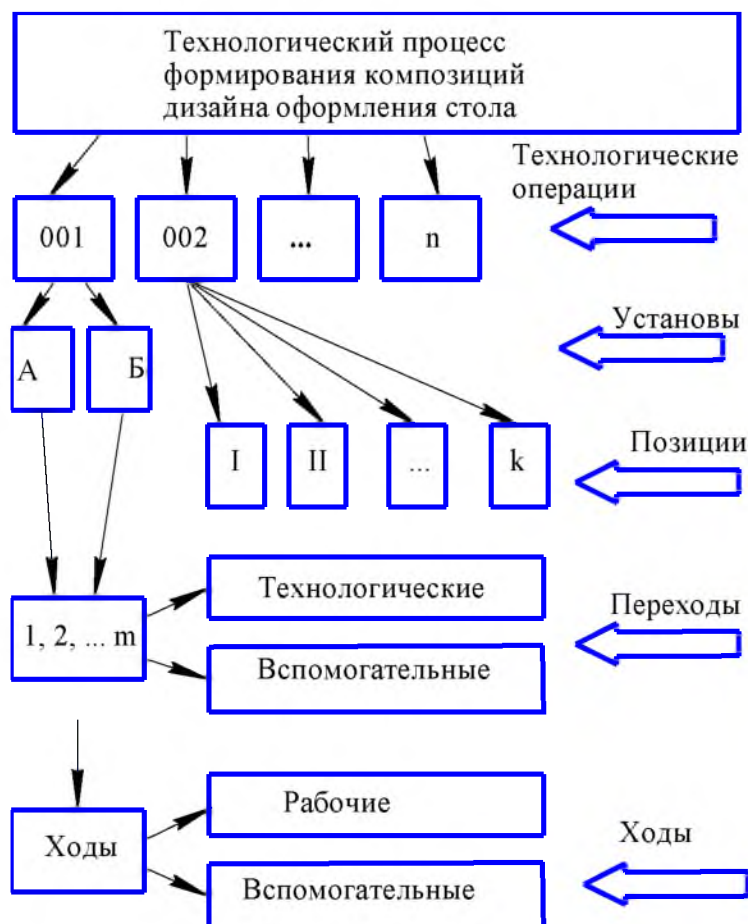 Технологический процесс
формирования композиций
дизайна оформления стола
Технологические
операции
001
002
...
n
Установы
А
Б
Позиции
I
II
...
k
Технологические
Переходы
1, 2, ... m
Вспомогательные
Рабочие
Ходы
Ходы
Вспомогательные